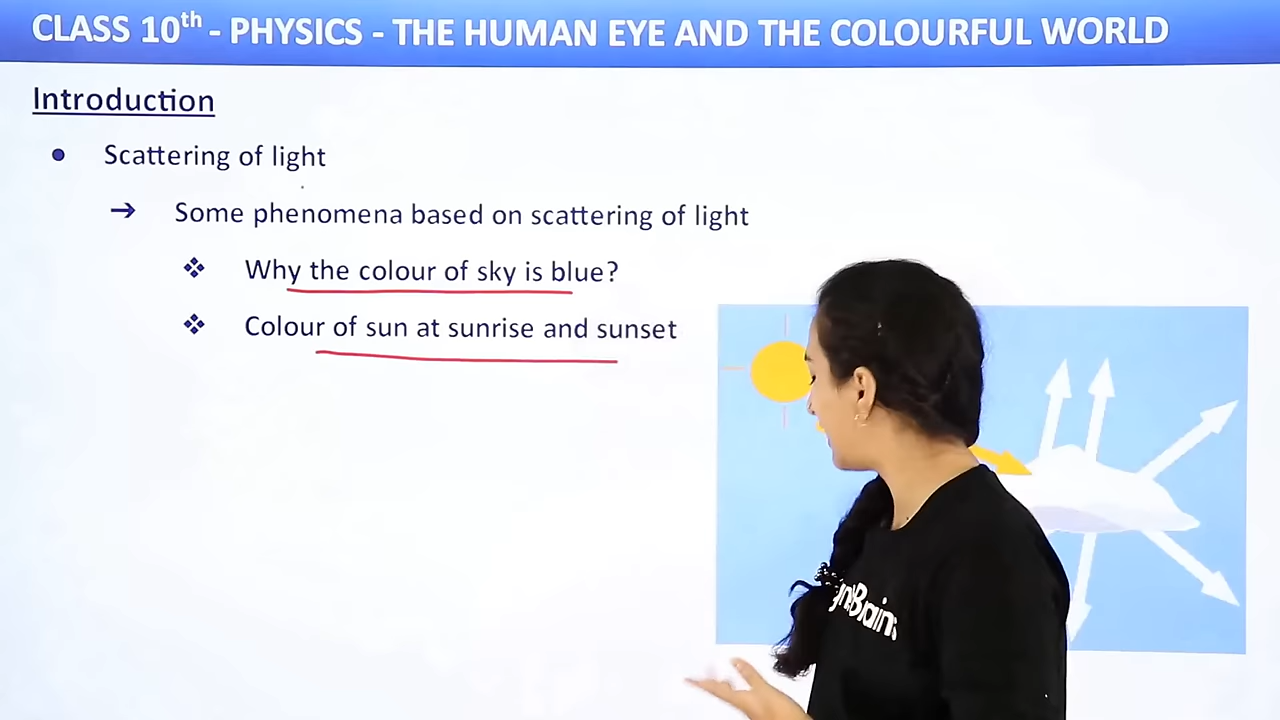 CLASS 10th - PHYSICS - THE HUMAN EYE AND THE COLOURFUL WORLD
Introduction
• Scattering of light
➔ Some phenomena based on scattering of light
❖ Why the colour of sky is blue?
❖ Colour of sun at sunrise and sunset